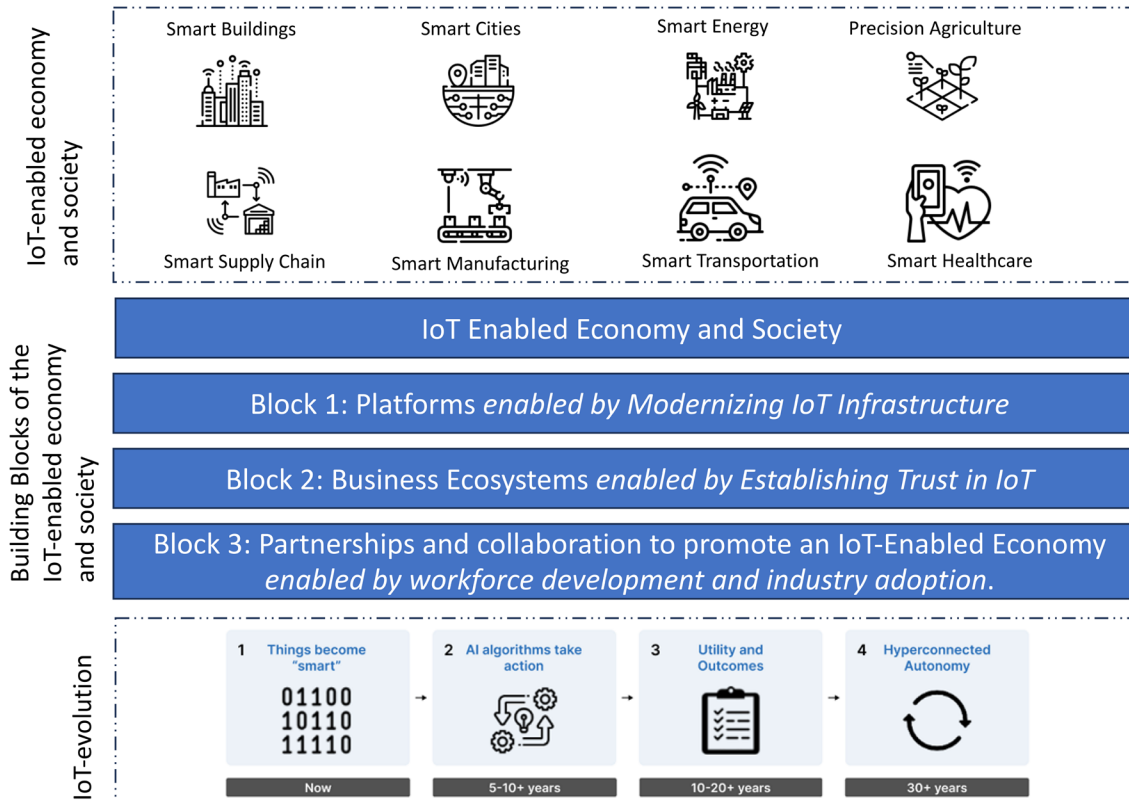 IoT-enabled economy
and society
Smart Buildings
Smart Cities
Smart Energy
Precision Agriculture
Smart Supply Chain
Smart Manufacturing
Smart Transportation
Smart Healthcare
Building Blocks of the
IoT-enabled economy
and society
IoT Enabled Economy and Society
Block 1: Platforms enabled by Modernizing IoT Infrastructure
Block 2: Business Ecosystems enabled by Establishing Trust in IoT
Block 3: Partnerships and collaboration to promote an IoT-Enabled Economy
enabled by workforce development and industry adoption.
IoT-evolution
1 Things become
"smart"
01100
10110
11110
Now
2 AI algorithms take
action
5-10+ years
3 Utility and
Outcomes
10-20+ years
4 Hyperconnected
Autonomy
30+ years